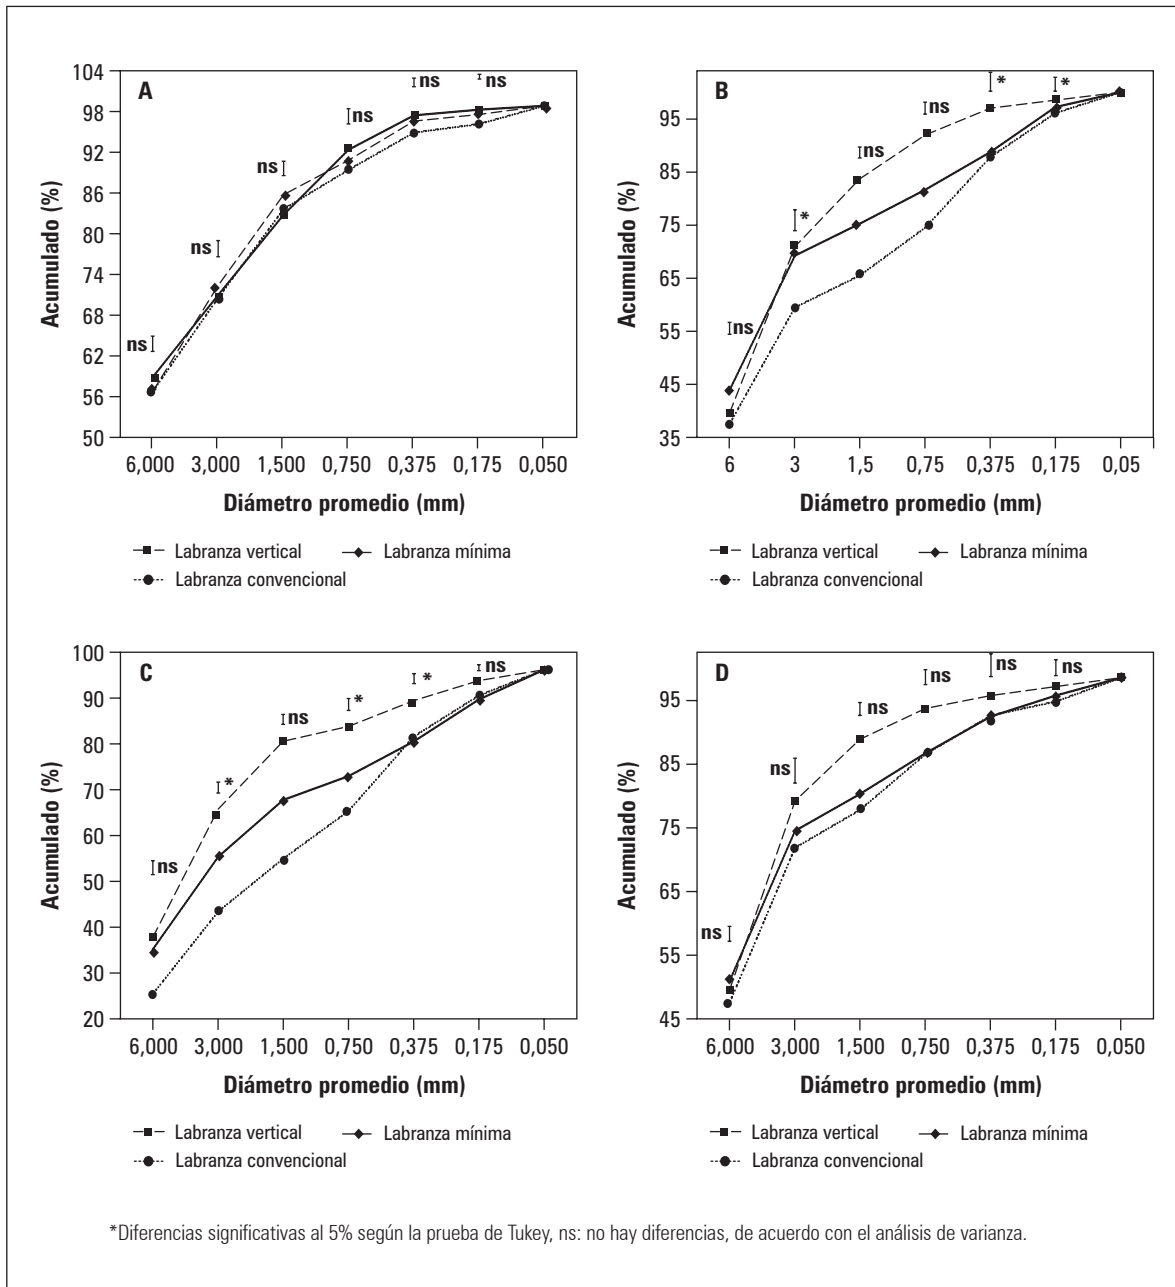 A
Acumulado (%)
104
98
92
86
80
74
68
62
56
50
ns
ns
ns
ns
ns
ns
6,000 3,000 1,500 0,750 0,375 0,175 0,050
Diámetro promedio (mm)
Labranza vertical Labranza mínima
Labranza convencional
B
Acumulado (%)
95
85
75
65
55
45
35
ns
*
ns
ns
*
*
6 3 1,5 0,75 0,375 0,175 0,05
Diámetro promedio (mm)
Labranza vertical Labranza mínima
Labranza convencional
C
Acumulado (%)
100
90
80
70
60
50
40
30
20
ns
*
ns
*
*
ns
6,000 3,000 1,500 0,750 0,375 0,175 0,050
Diámetro promedio (mm)
Labranza vertical Labranza mínima
Labranza convencional
D
Acumulado (%)
95
85
75
65
55
45
ns
ns
ns
ns
ns
ns
6,000 3,000 1,500 0,750 0,375 0,175 0,050
Diámetro promedio (mm)
Labranza vertical Labranza mínima
Labranza convencional
*Diferencias significativas al 5% según la prueba de Tukey, ns: no hay diferencias, de acuerdo con el análisis de varianza.